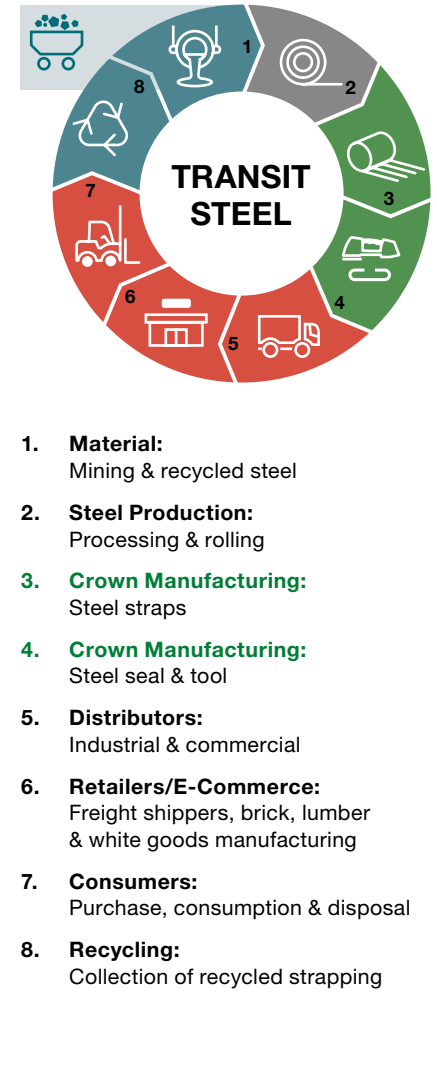 1
2
3
4
5
6
7
8
TRANSIT
STEEL
1. Material:
Mining & recycled steel
2. Steel Production:
Processing & rolling
3. Crown Manufacturing:
Steel straps
4. Crown Manufacturing:
Steel seal & tool
5. Distributors:
Industrial & commercial
6. Retailers/E-Commerce:
Freight shippers, brick, lumber
& white goods manufacturing
7. Consumers:
Purchase, consumption & disposal
8. Recycling:
Collection of recycled strapping